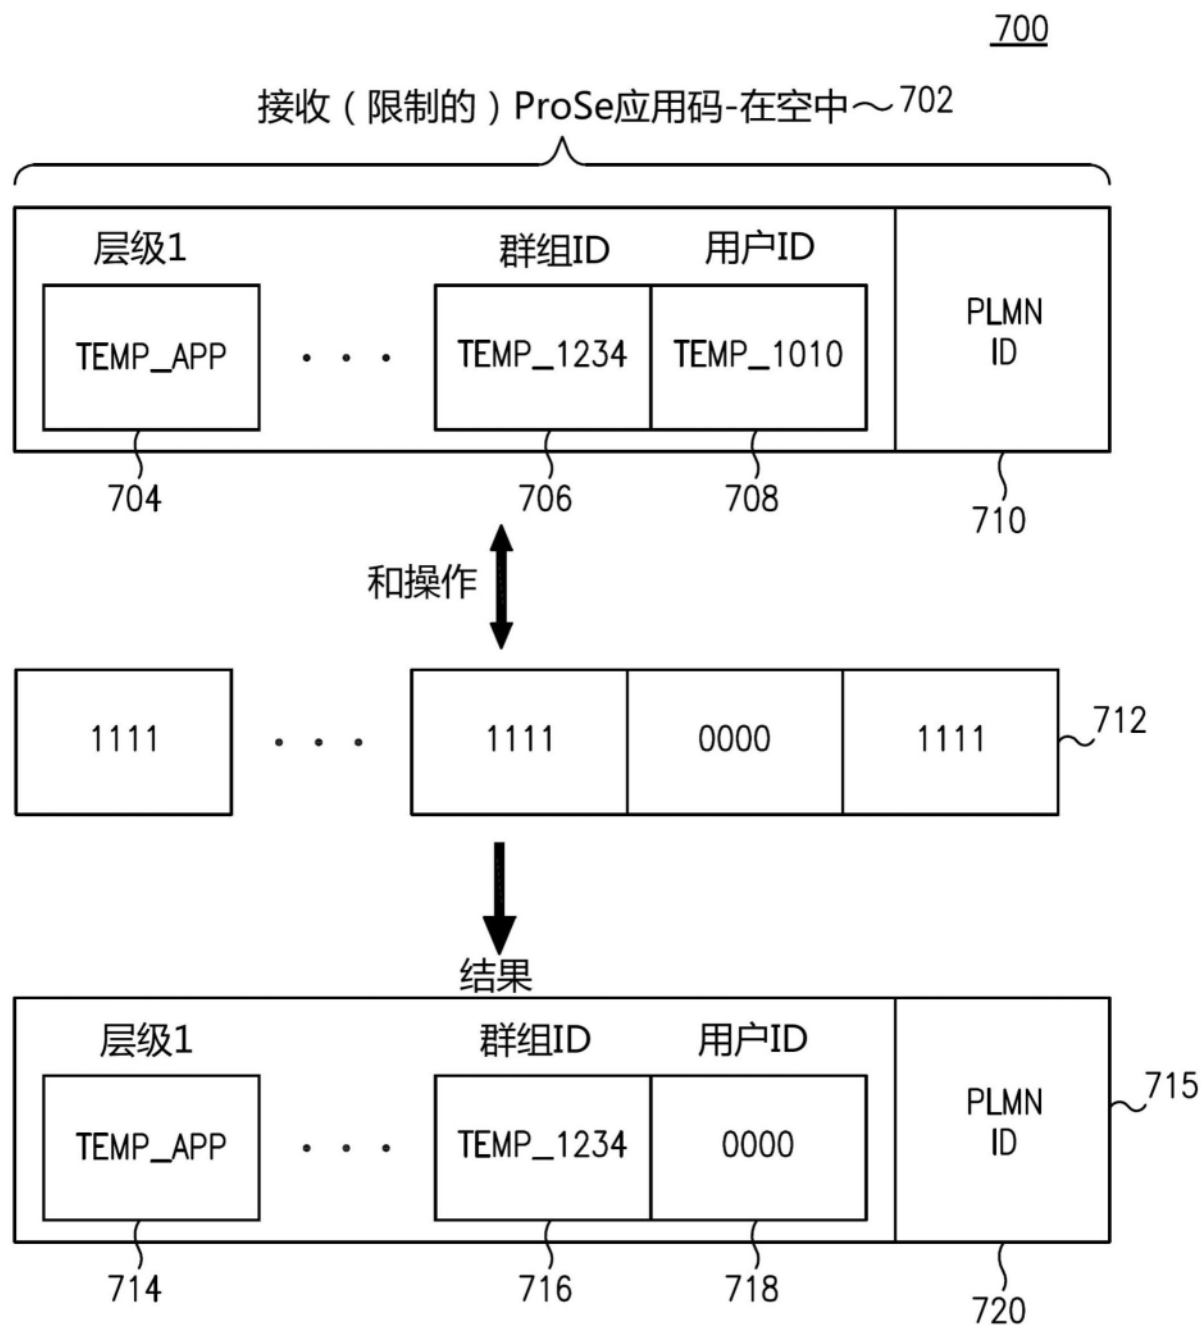 700
接收（限制的）ProSe应用码-在空中 702
层级1 群组ID 用户ID
TEMP_APP TEMP_1234 TEMP_1010 PLMN ID
704 706 708 710
和操作
1111 1111 0000 1111 712
结果
层级1 群组ID 用户ID
TEMP_APP TEMP_1234 0000 PLMN ID 715
714 716 718 720